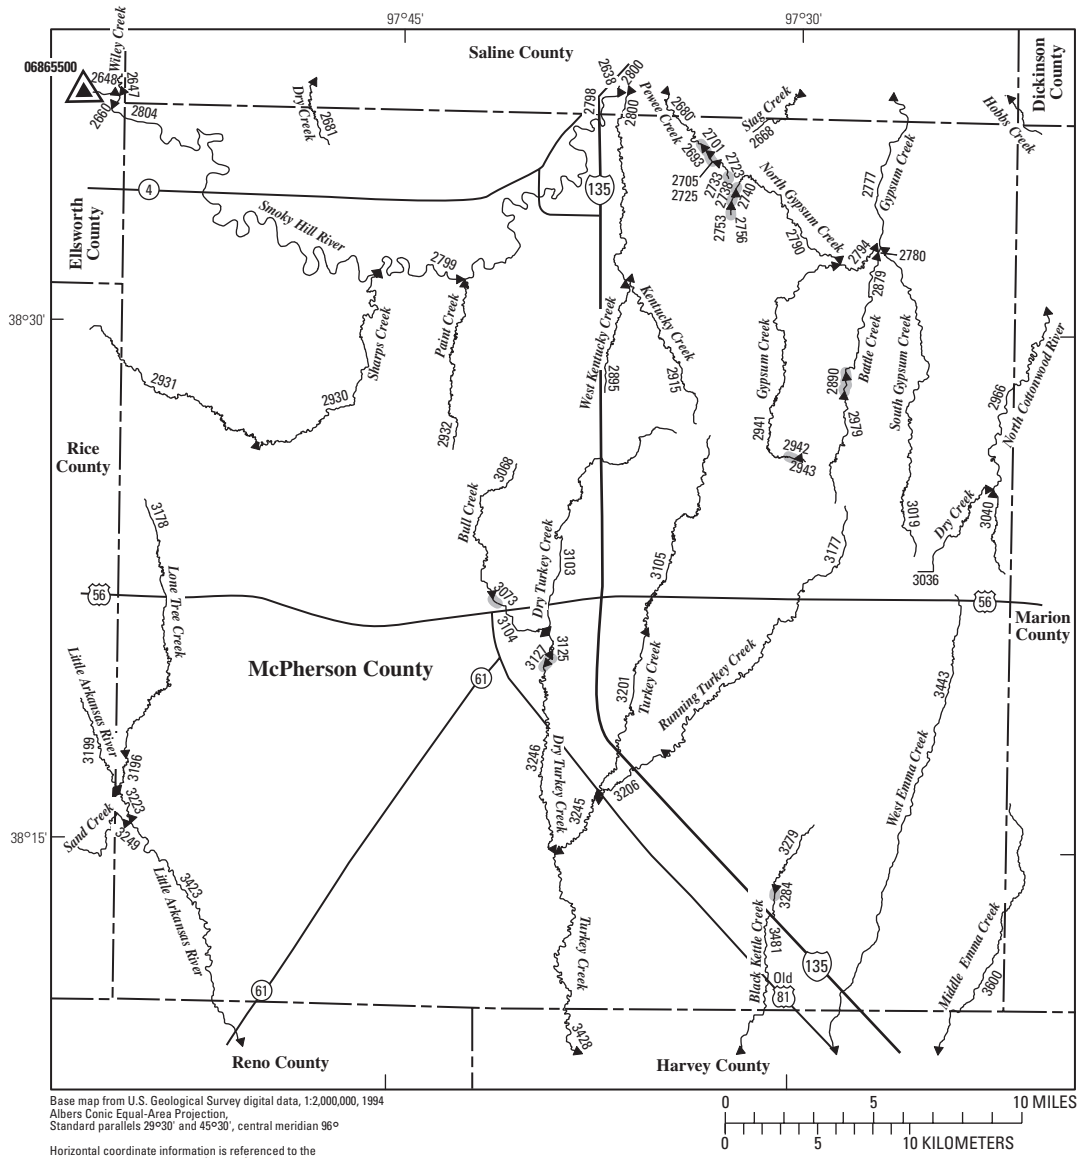 97°45'
97°30'
Saline County
Dickinson
County
06865500
Wiley Creek
2648
2647
2660
2804
Dry Creek
2681
2638
2800
2798
2800
Pewee Creek
2680
Stag Creek
2668
Hobbs Creek
2701
2693
2705
2725
2723
2733
2738
2740
2753
2756
North Gypsum Creek
2790
2777
Gypsum Creek
2794
2780
2879
4
135
Ellsworth
County
Smoky Hill River
2799
38°30'
Sharps Creek
Paint Creek
West Kentucky Creek
2895
Kentucky Creek
2915
Gypsum Creek
Battle Creek
2890
South Gypsum Creek
2966
North Cottonwood River
2931
2930
2932
2941
2942
2943
2979
Rice
County
3068
Bull Creek
3178
Lone Tree Creek
Dry Turkey Creek
3103
3105
3177
3019
Dry Creek
3040
3036
56
3073
3104
56
Marion
County
McPherson County
61
3127
3125
Little Arkansas River
3199
3196
3201
Turkey Creek
Running Turkey Creek
3443
West Emma Creek
3246
Dry Turkey Creek
3245
3206
3223
Sand Creek
3249
38°15'
3423
Little Arkansas River
3279
3284
Black Kettle Creek
3481
Turkey Creek
Middle Emma Creek
3600
Old
81
135
61
3428
Reno County
Harvey County
Base map from U.S. Geological Survey digital data, 1:2,000,000, 1994
Albers Conic Equal-Area Projection,
Standard parallels 29°30' and 45°30', central meridian 96°
Horizontal coordinate information is referenced to the
0 5 10 MILES
0 5 10 KILOMETERS